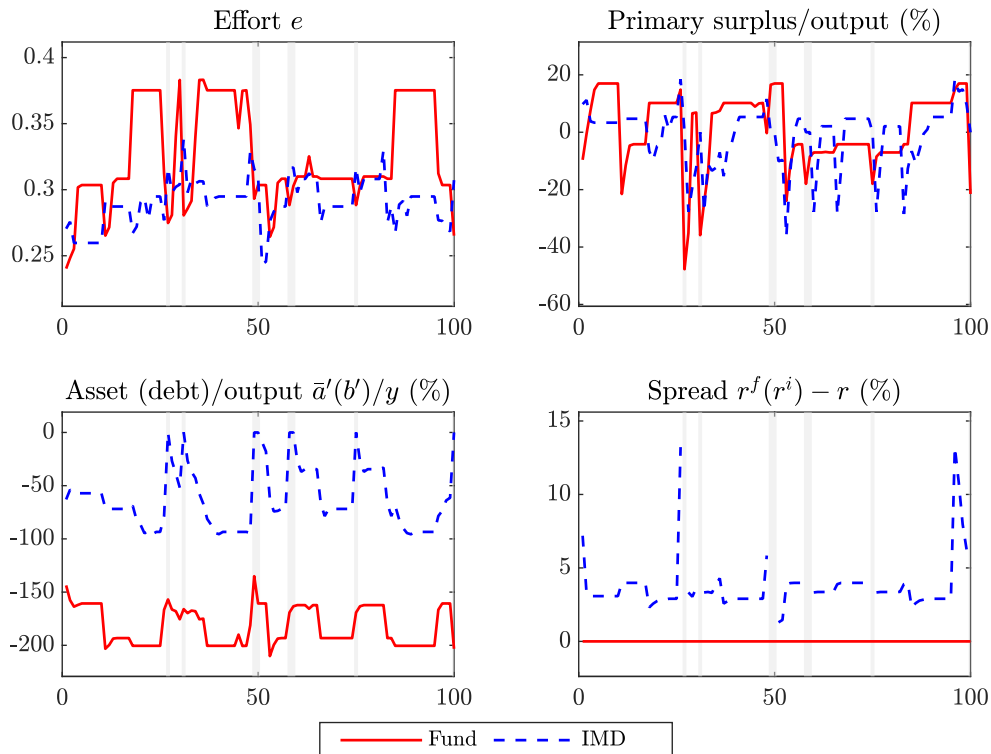 Effort e
0.4
0.35
0.3
0.25
0 50 100
Primary surplus/output (%)
20
0
-20
-40
-60
0 50 100
Asset (debt)/output ā′(b′)/y (%)
0
-50
-100
-150
-200
0 50 100
Spread r^f(r^i) − r (%)
15
10
5
0
0 50 100
Fund IMD